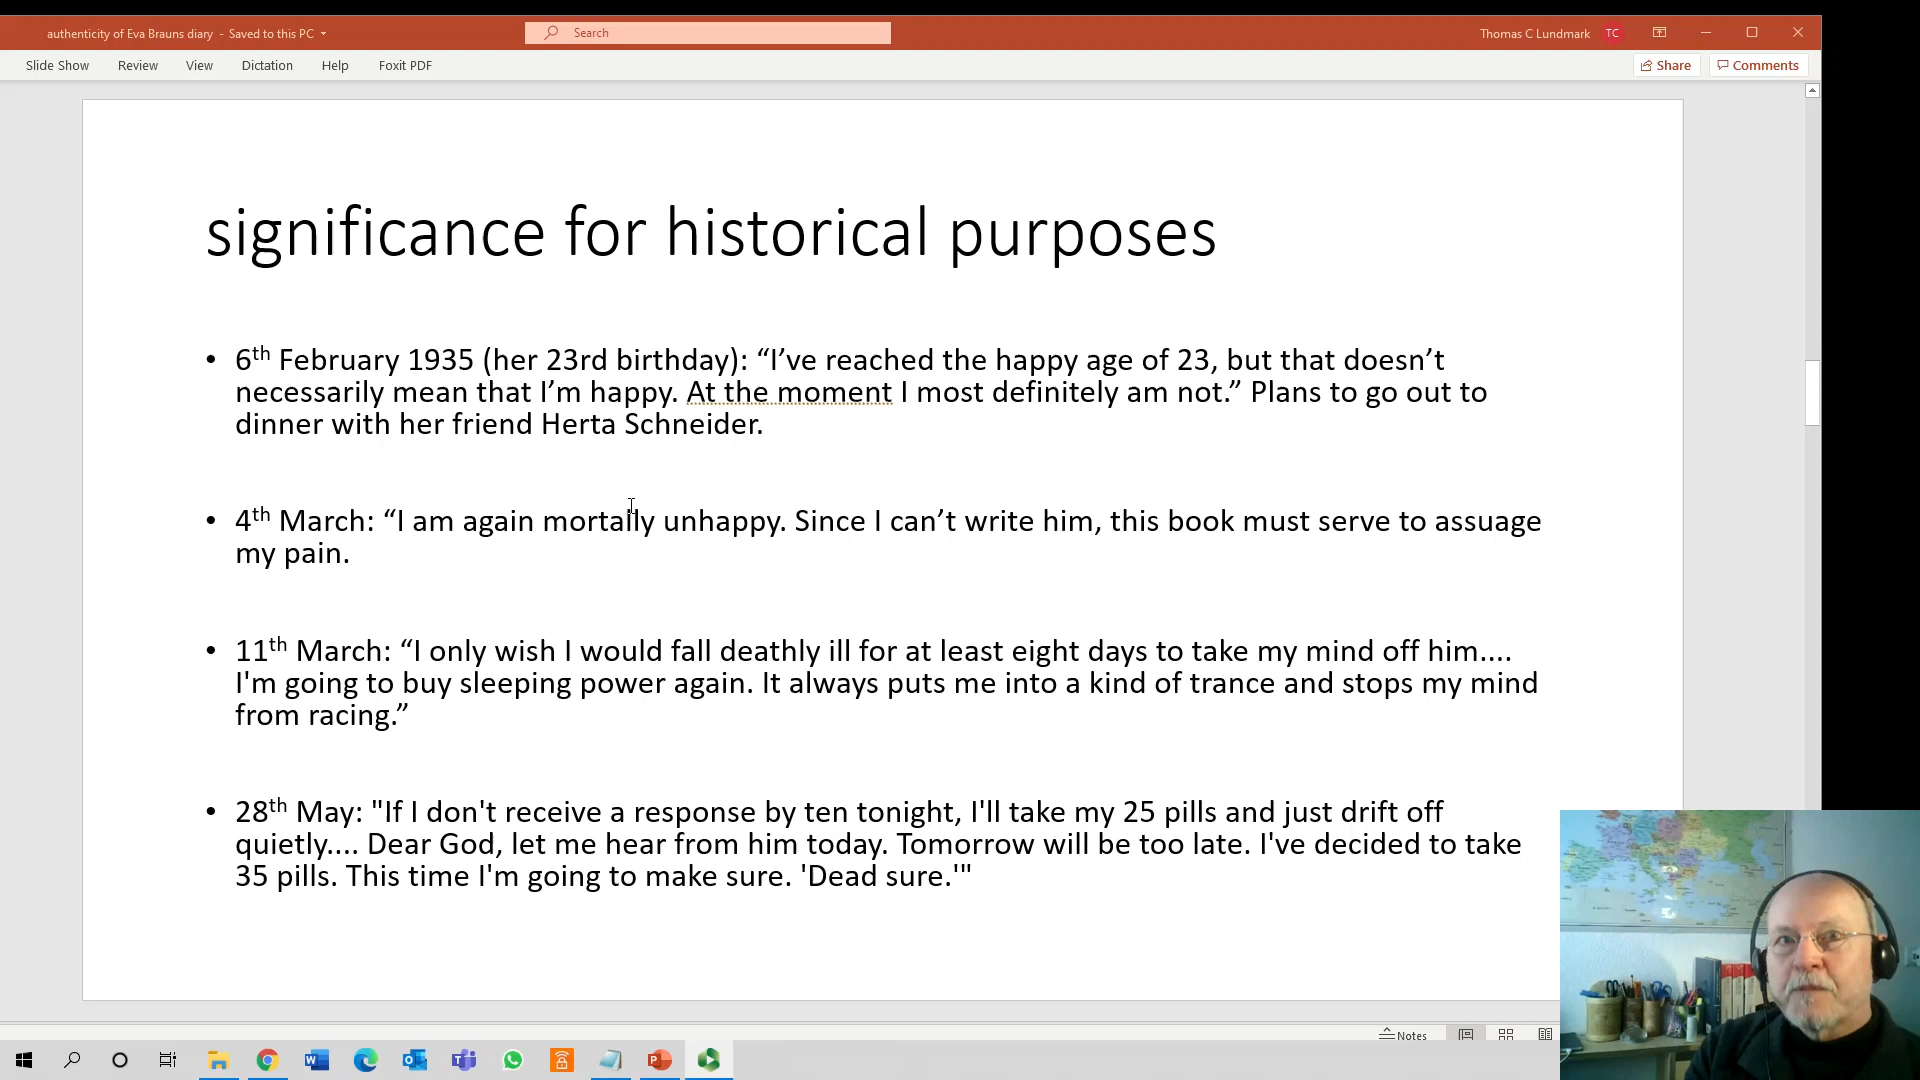 authenticity of Eva Brauns diary - Saved to this PC
Search
Thomas C Lundmark
TC
Slide Show Review View Dictation Help Foxit PDF
Share
Comments
significance for historical purposes
• 6th February 1935 (her 23rd birthday): “I’ve reached the happy age of 23, but that doesn’t
necessarily mean that I’m happy. At the moment I most definitely am not.” Plans to go out to
dinner with her friend Herta Schneider.
• 4th March: “I am again mortally unhappy. Since I can’t write him, this book must serve to assuage
my pain.
• 11th March: “I only wish I would fall deathly ill for at least eight days to take my mind off him....
I'm going to buy sleeping power again. It always puts me into a kind of trance and stops my mind
from racing.”
• 28th May: "If I don't receive a response by ten tonight, I'll take my 25 pills and just drift off
quietly.... Dear God, let me hear from him today. Tomorrow will be too late. I've decided to take
35 pills. This time I'm going to make sure. 'Dead sure.'"
Notes